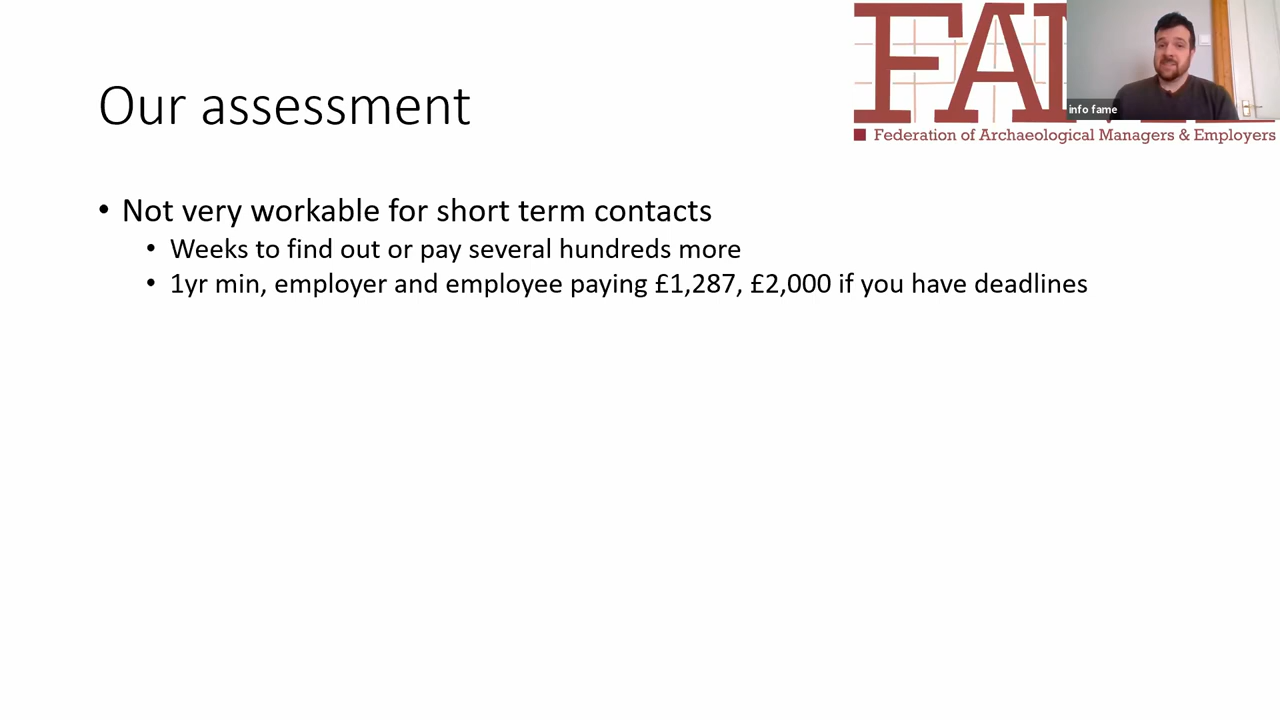 FA
info fame
Federation of Archaeological Managers & Employers
Our assessment
• Not very workable for short term contacts
• Weeks to find out or pay several hundreds more
• 1yr min, employer and employee paying £1,287, £2,000 if you have deadlines